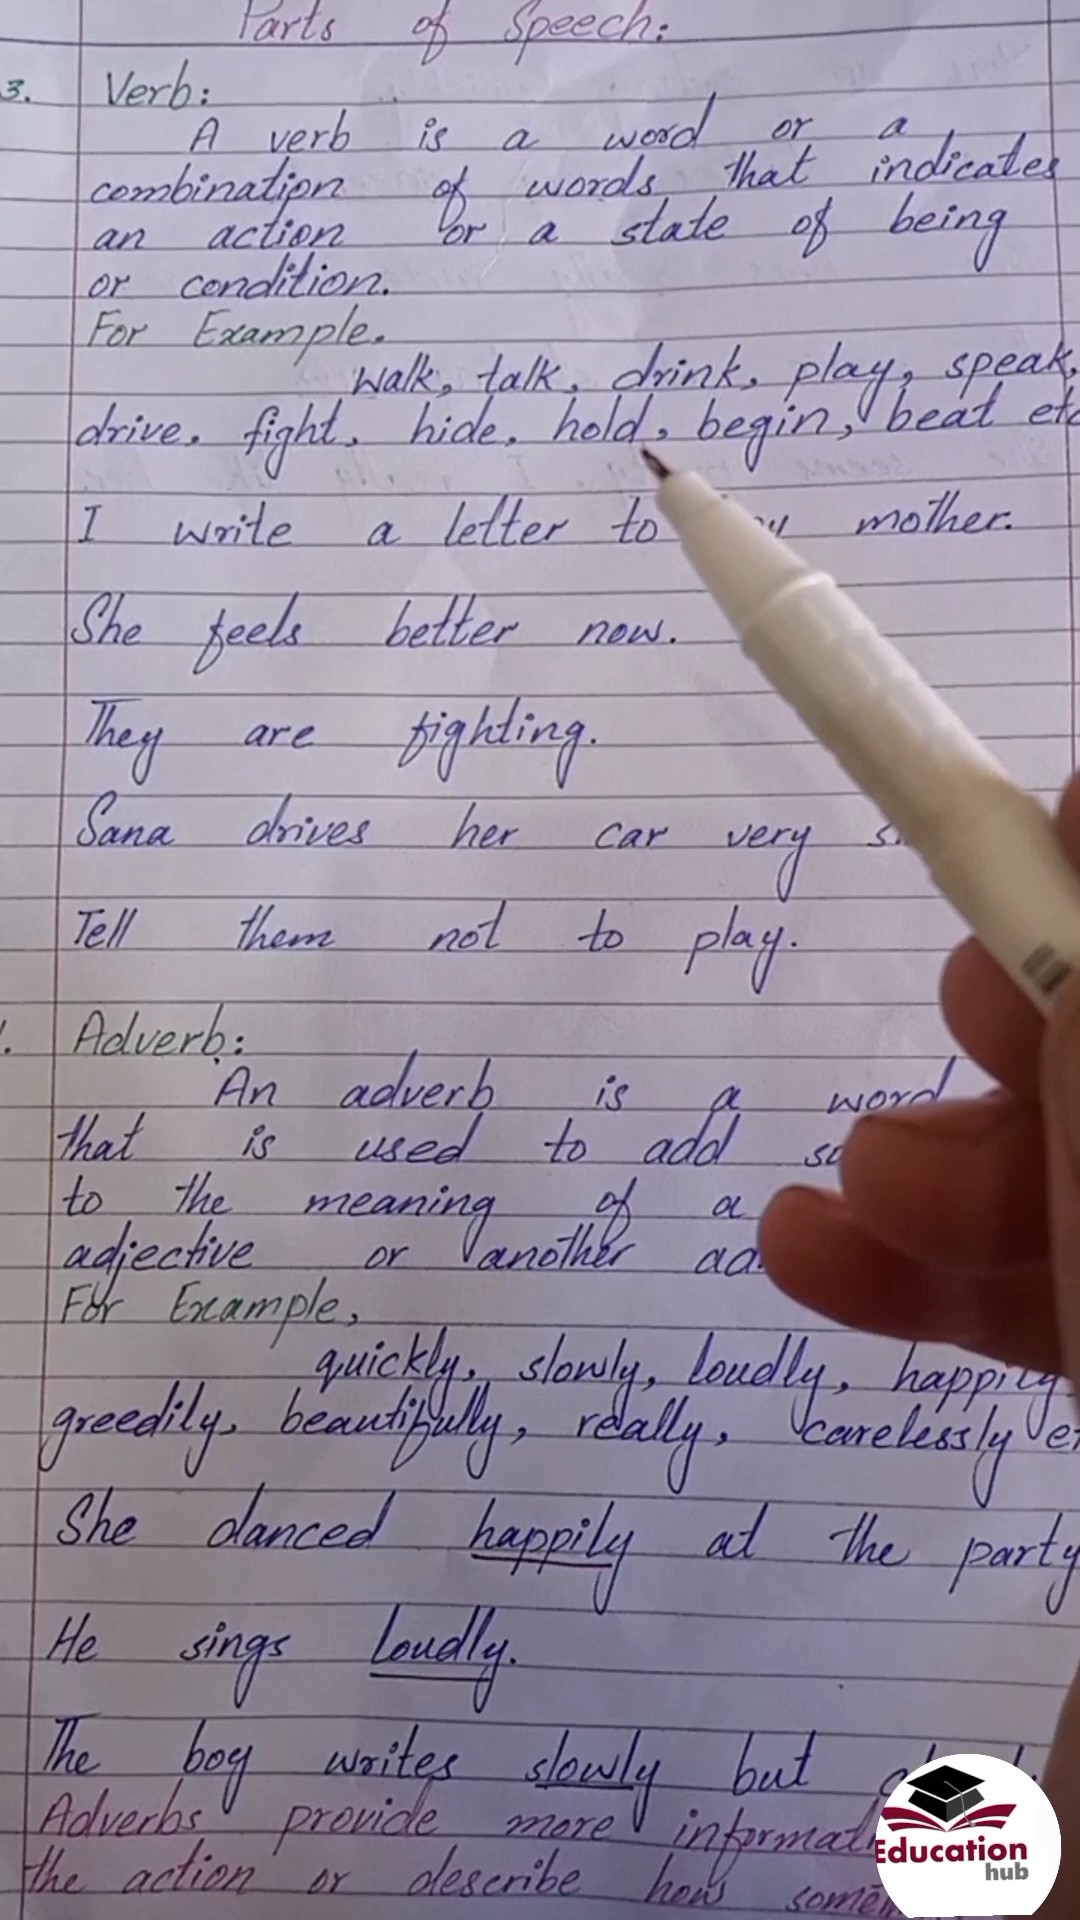 Parts of Speech:
3. Verb:
A verb is a word or a
combination of words that indicates
an action or a state of being
or condition.
For Example.
walk, talk, drink, play, speak,
drive, fight, hide, hold, begin, beat etc
I write a letter to mother.
She feels better now.
They are fighting.
Sana drives her car very
Tell them not to play.
Adverb:
An adverb is a word
that is used to add
to the meaning of a
adjective or another
For Example,
quickly, slowly, loudly, happily
greedily, beautifully, really, carelessly
She danced happily at the party
He sings loudly.
The boy writes slowly but
Adverbs provide more
the action or describe how
Education
hub